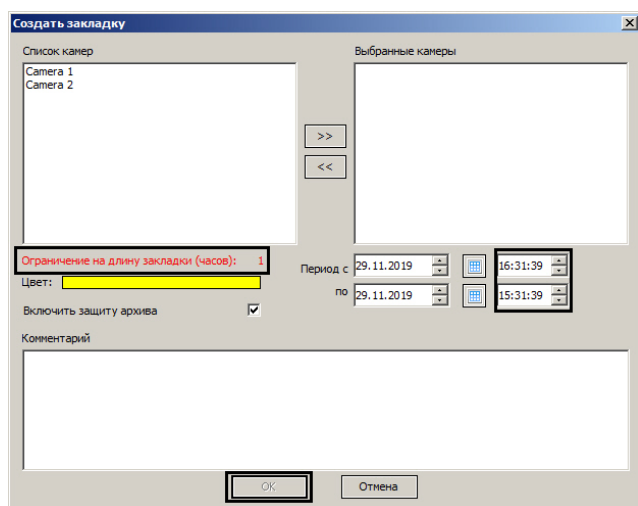 Создать закладку
Список камер
Выбранные камеры
Camera 1
Camera 2
>>
<<
Ограничение на длину закладки (часов): 1
Период с 29.11.2019 16:31:39
Цвет:
по 29.11.2019 15:31:39
Включить защиту архива
Комментарий
OK
Отмена